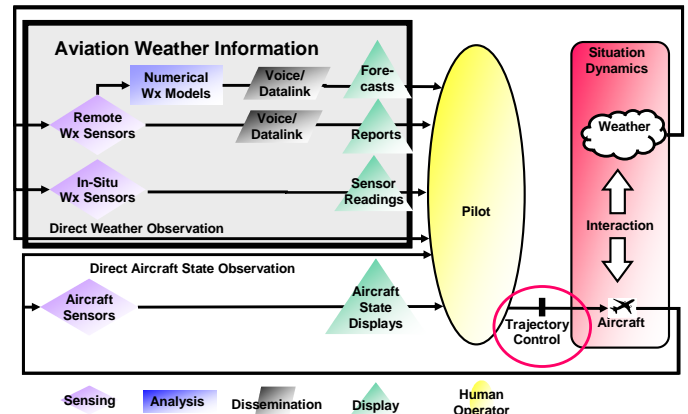 Aviation Weather Information
Situation
Dynamics
Numerical
Wx Models
Voice/
Datalink
Fore-
casts
Remote
Wx Sensors
Voice/
Datalink
Reports
Weather
In-Situ
Wx Sensors
Sensor
Readings
Pilot
Interaction
Direct Weather Observation
Direct Aircraft State Observation
Aircraft
Sensors
Aircraft
State
Displays
Trajectory
Control
Aircraft
Sensing
Analysis
Dissemination
Display
Human
Operator